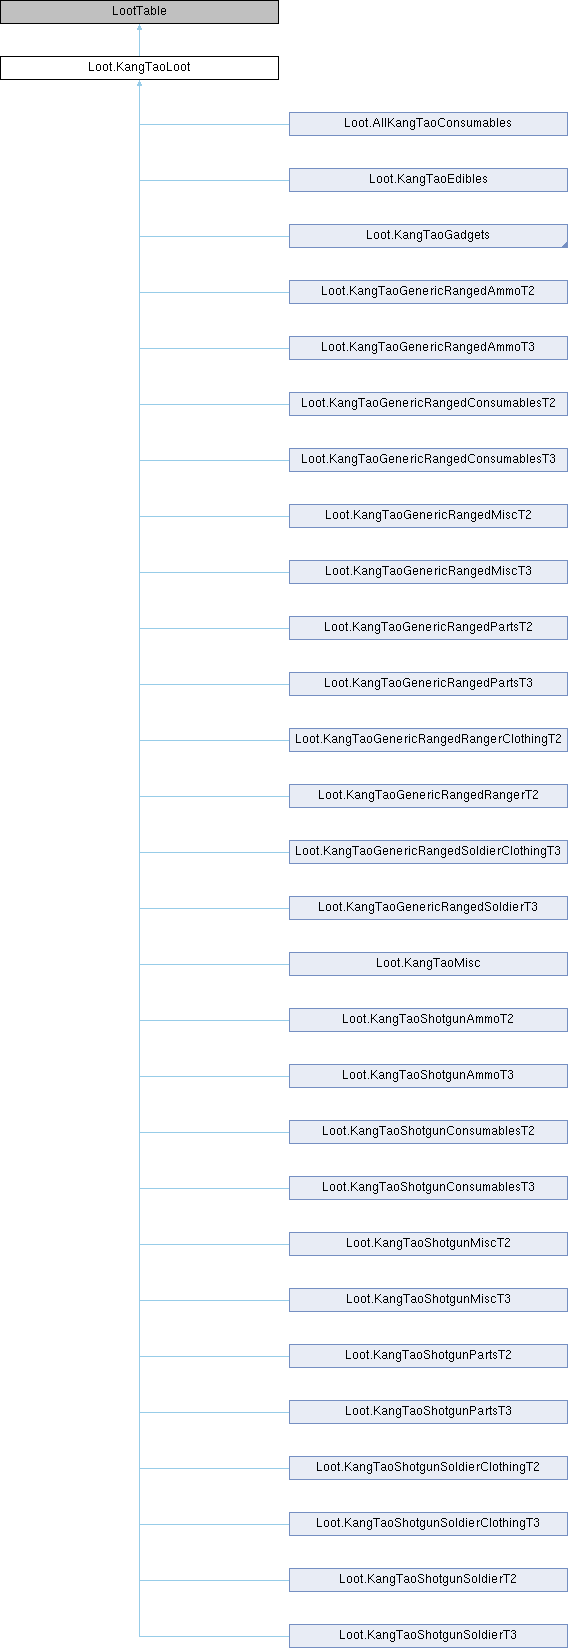 LootTable
Loot.KangTaoLoot
Loot.AllKangTaoConsumables
Loot.KangTaoEdibles
Loot.KangTaoGadgets
Loot.KangTaoGenericRangedAmmoT2
Loot.KangTaoGenericRangedAmmoT3
Loot.KangTaoGenericRangedConsumablesT2
Loot.KangTaoGenericRangedConsumablesT3
Loot.KangTaoGenericRangedMiscT2
Loot.KangTaoGenericRangedMiscT3
Loot.KangTaoGenericRangedPartsT2
Loot.KangTaoGenericRangedPartsT3
Loot.KangTaoGenericRangedRangerClothingT2
Loot.KangTaoGenericRangedRangerT2
Loot.KangTaoGenericRangedSoldierClothingT3
Loot.KangTaoGenericRangedSoldierT3
Loot.KangTaoMisc
Loot.KangTaoShotgunAmmoT2
Loot.KangTaoShotgunAmmoT3
Loot.KangTaoShotgunConsumablesT2
Loot.KangTaoShotgunConsumablesT3
Loot.KangTaoShotgunMiscT2
Loot.KangTaoShotgunMiscT3
Loot.KangTaoShotgunPartsT2
Loot.KangTaoShotgunPartsT3
Loot.KangTaoShotgunSoldierClothingT2
Loot.KangTaoShotgunSoldierClothingT3
Loot.KangTaoShotgunSoldierT2
Loot.KangTaoShotgunSoldierT3